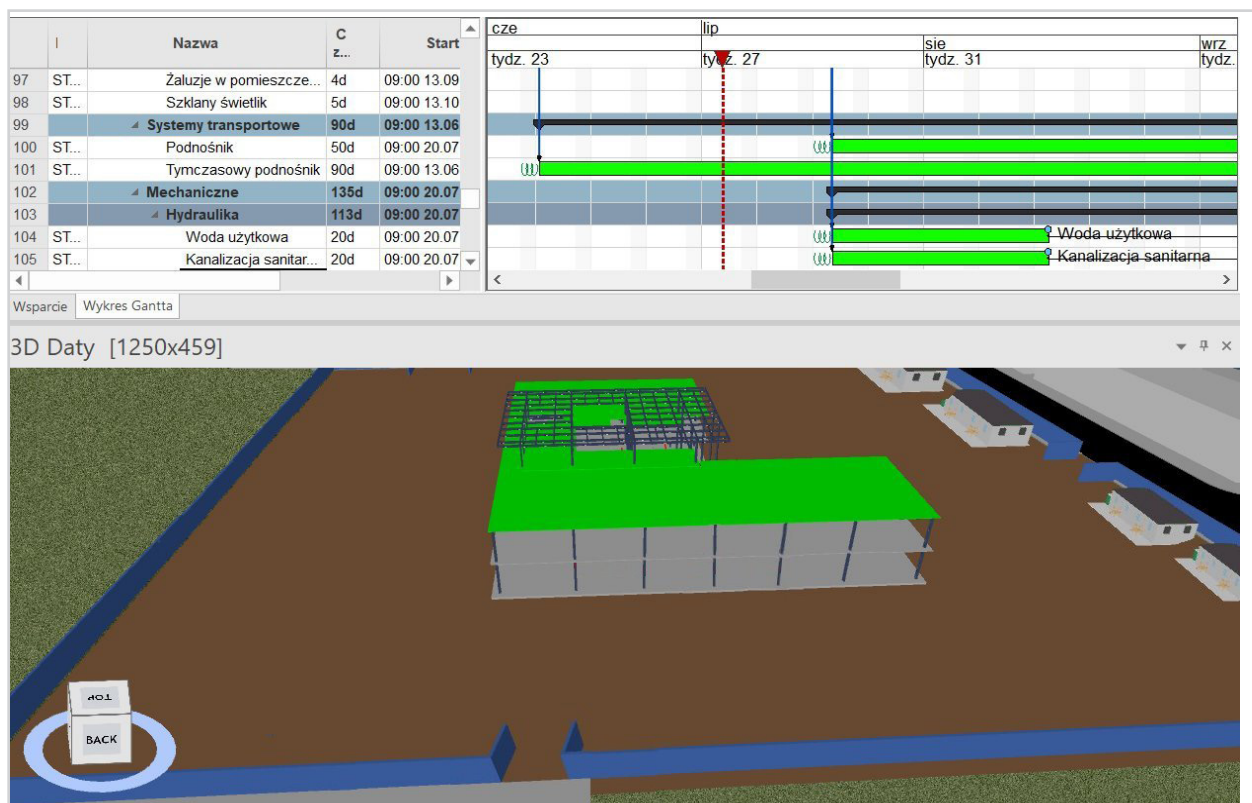 I Nazwa C z... Start
97 ST... Żaluzje w pomieszcze... 4d 09:00 13.09
98 ST... Szklany świetlik 5d 09:00 13.10
99 Systemy transportowe 90d 09:00 13.06
100 ST... Podnośnik 50d 09:00 20.07
101 ST... Tymczasowy podnośnik 90d 09:00 13.06
102 Mechaniczne 135d 09:00 20.07
103 Hydraulika 113d 09:00 20.07
104 ST... Woda użytkowa 20d 09:00 20.07
105 ST... Kanalizacja sanitar... 20d 09:00 20.07
cze lip
sie wrz
tydz. 23 tydz. 27 tydz. 31 tydz.
Woda użytkowa
Kanalizacja sanitarna
Wsparcie Wykres Gantta
3D Daty [1250x459]
TOP
BACK